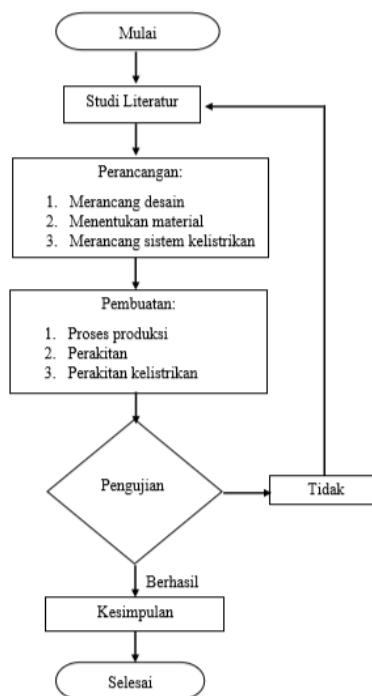 Mulai
Studi Literatur
Perancangan:
1. Merancang desain
2. Menentukan material
3. Merancang sistem kelistrikan
Pembuatan:
1. Proses produksi
2. Perakitan
3. Perakitan kelistrikan
Pengujian
Tidak
Berhasil
Kesimpulan
Selesai